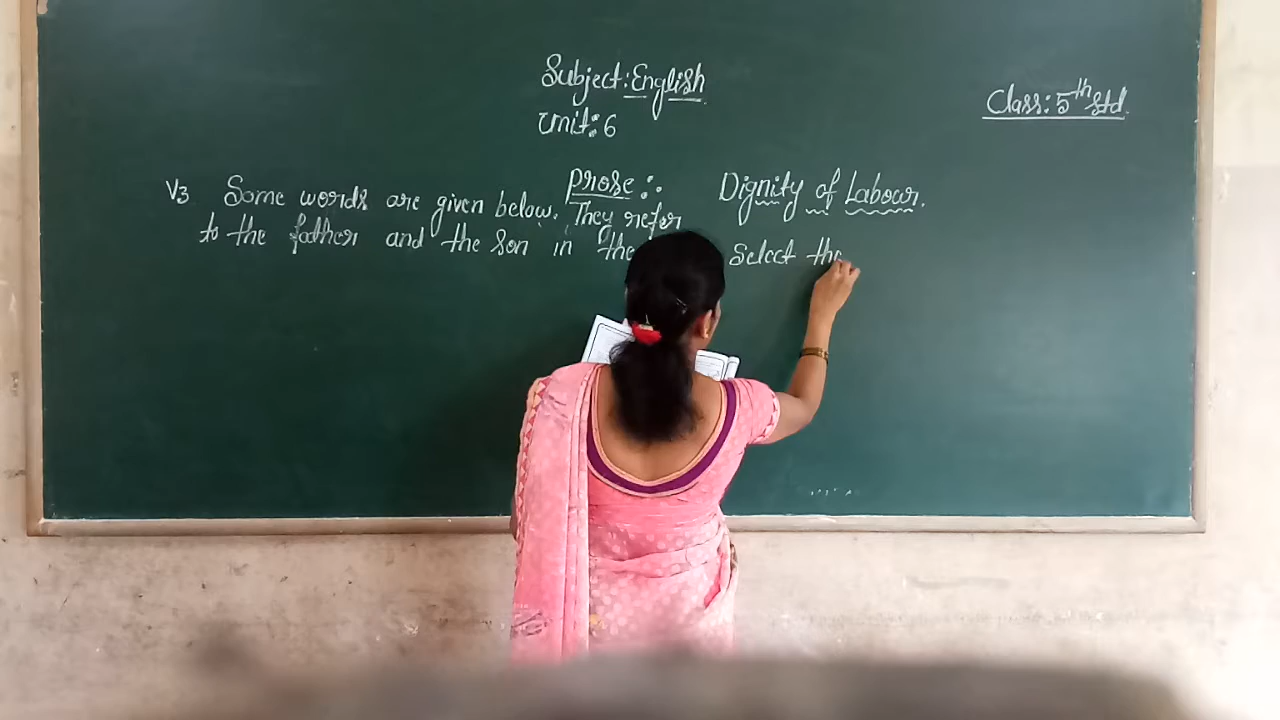 Subject: English
Unit: 6
Class: 5th Std.
Prose :. Dignity of Labour.
V3 Some words are given below. They refer
to the father and the Son in the Select the